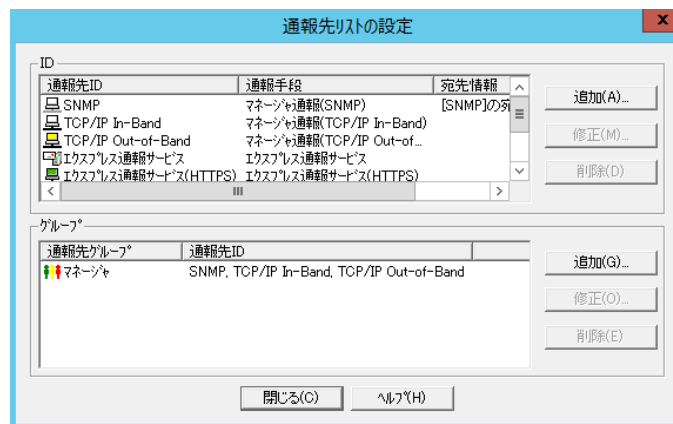 通報先リストの設定
x
ID
通報先ID 通報手段 宛先情報
SNMP ﾏﾈｰｼﾞｬ通報(SNMP) [SNMP]の
TCP/IP In-Band ﾏﾈｰｼﾞｬ通報(TCP/IP In-Band)
TCP/IP Out-of-Band ﾏﾈｰｼﾞｬ通報(TCP/IP Out-of...
ｴｸｽﾌﾟﾚｽ通報ｻｰﾋﾞｽ ｴｸｽﾌﾟﾚｽ通報ｻｰﾋﾞｽ
ｴｸｽﾌﾟﾚｽ通報ｻｰﾋﾞｽ(HTTPS) ｴｸｽﾌﾟﾚｽ通報ｻｰﾋﾞｽ(HTTPS)
追加(A)...
修正(M)...
削除(D)
ｸﾞﾙｰﾌﾟ
通報先ｸﾞﾙｰﾌﾟ 通報先ID
ﾏﾈｰｼﾞｬ SNMP, TCP/IP In-Band, TCP/IP Out-of-Band
追加(G)...
修正(O)...
削除(E)
閉じる(C) ﾍﾙﾌﾟ(H)